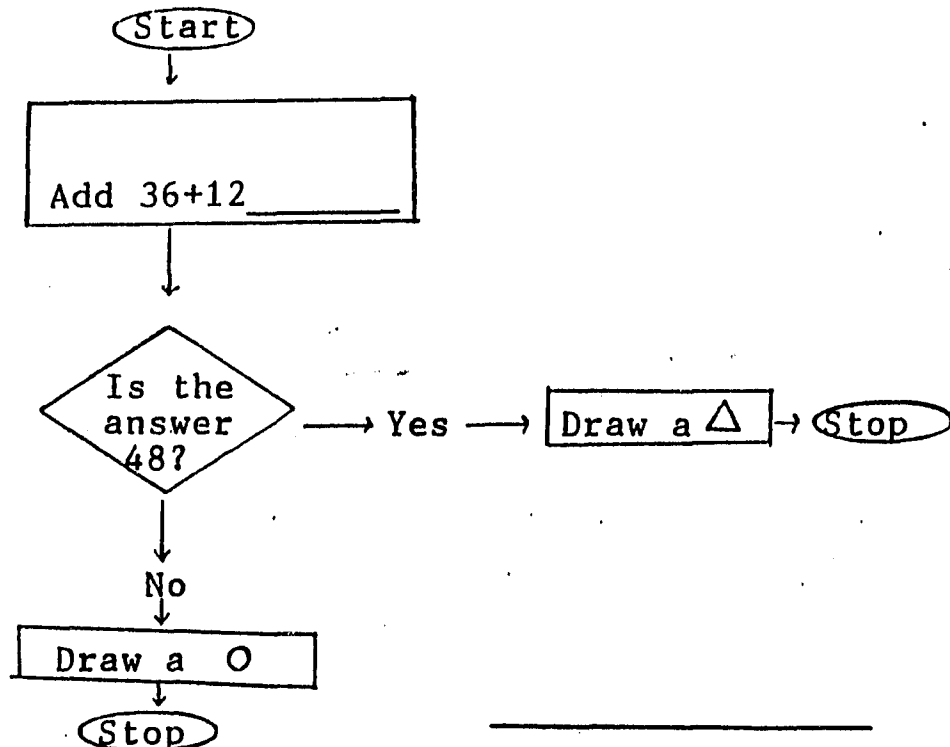 Start
Add 36+12
Is the
answer
48?
Yes
Draw a △
Stop
No
Draw a O
Stop